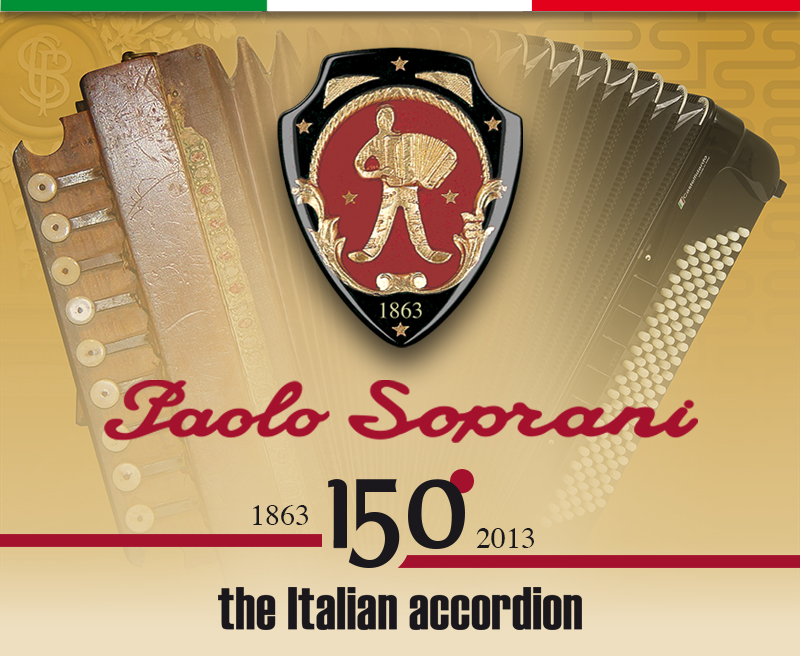 1863
Paolo Soprani
1863 150° 2013
the Italian accordion